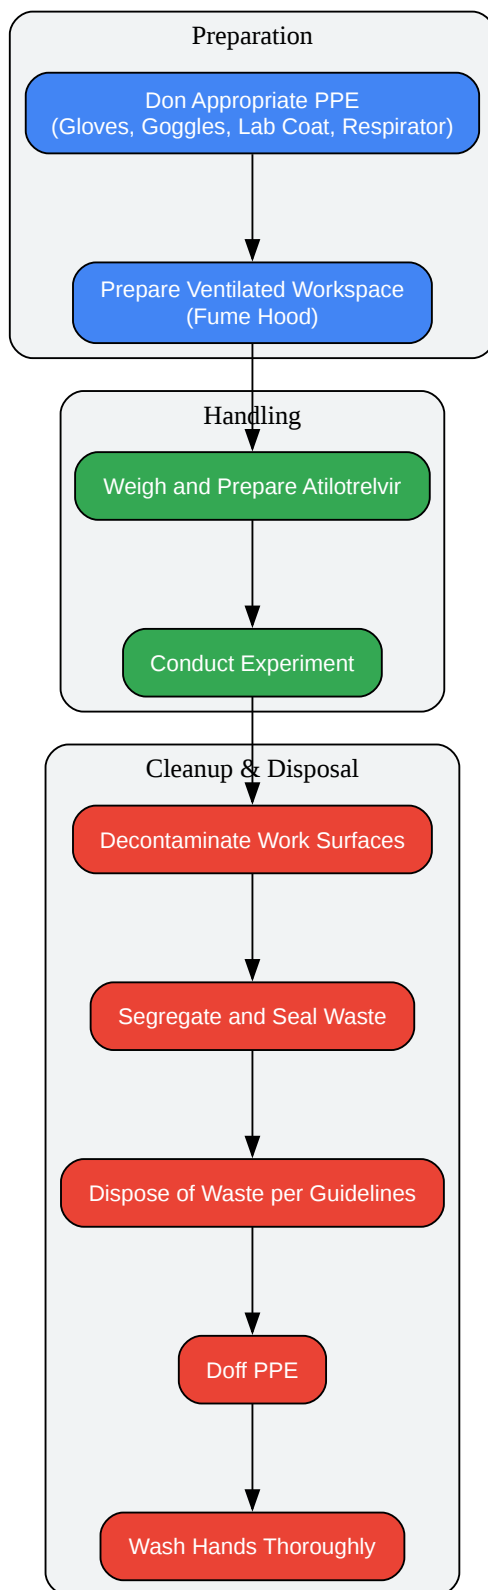 Preparation
Don Appropriate PPE
(Gloves, Goggles, Lab Coat, Respirator)
Prepare Ventilated Workspace
(Fume Hood)
Handling
Weigh and Prepare Atilotrelvir
Conduct Experiment
Cleanup & Disposal
Decontaminate Work Surfaces
Segregate and Seal Waste
Dispose of Waste per Guidelines
Doff PPE
Wash Hands Thoroughly